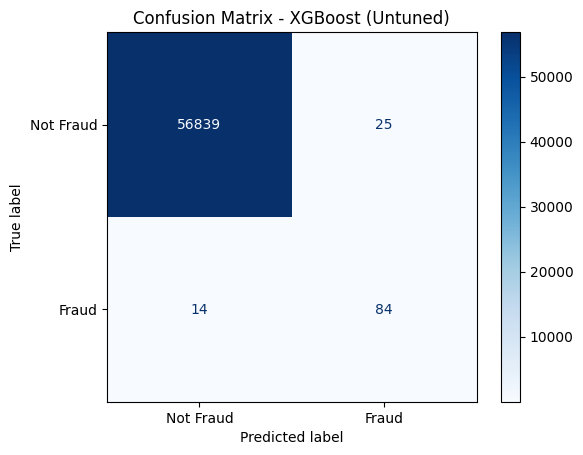 Confusion Matrix - XGBoost (Untuned)
True label
Not Fraud
Fraud
56839
25
14
84
Not Fraud
Fraud
Predicted label
50000
40000
30000
20000
10000